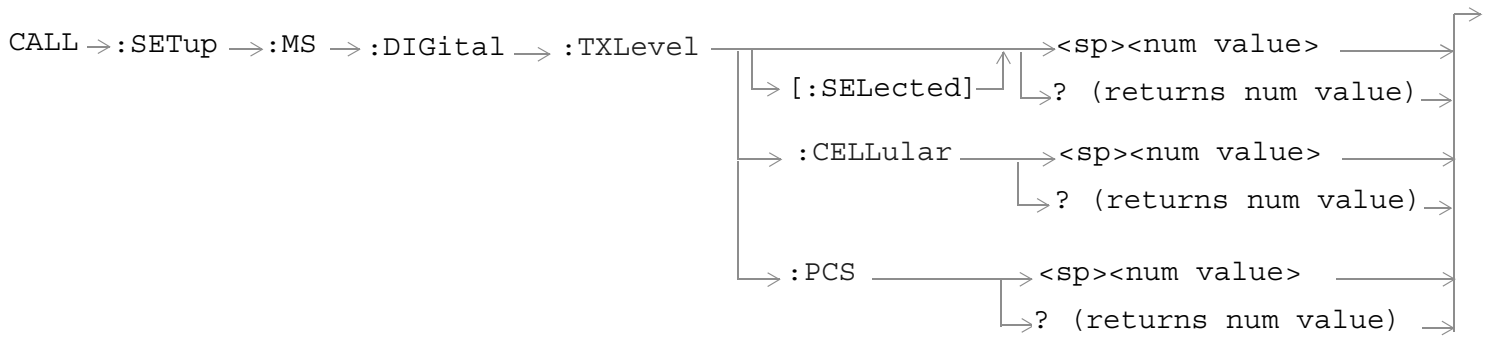 CALL :SETup :MS :DIGital :TXLevel <sp><num value>
[:SELected] ? (returns num value)
:CELLular <sp><num value>
? (returns num value)
:PCS <sp><num value>
? (returns num value)